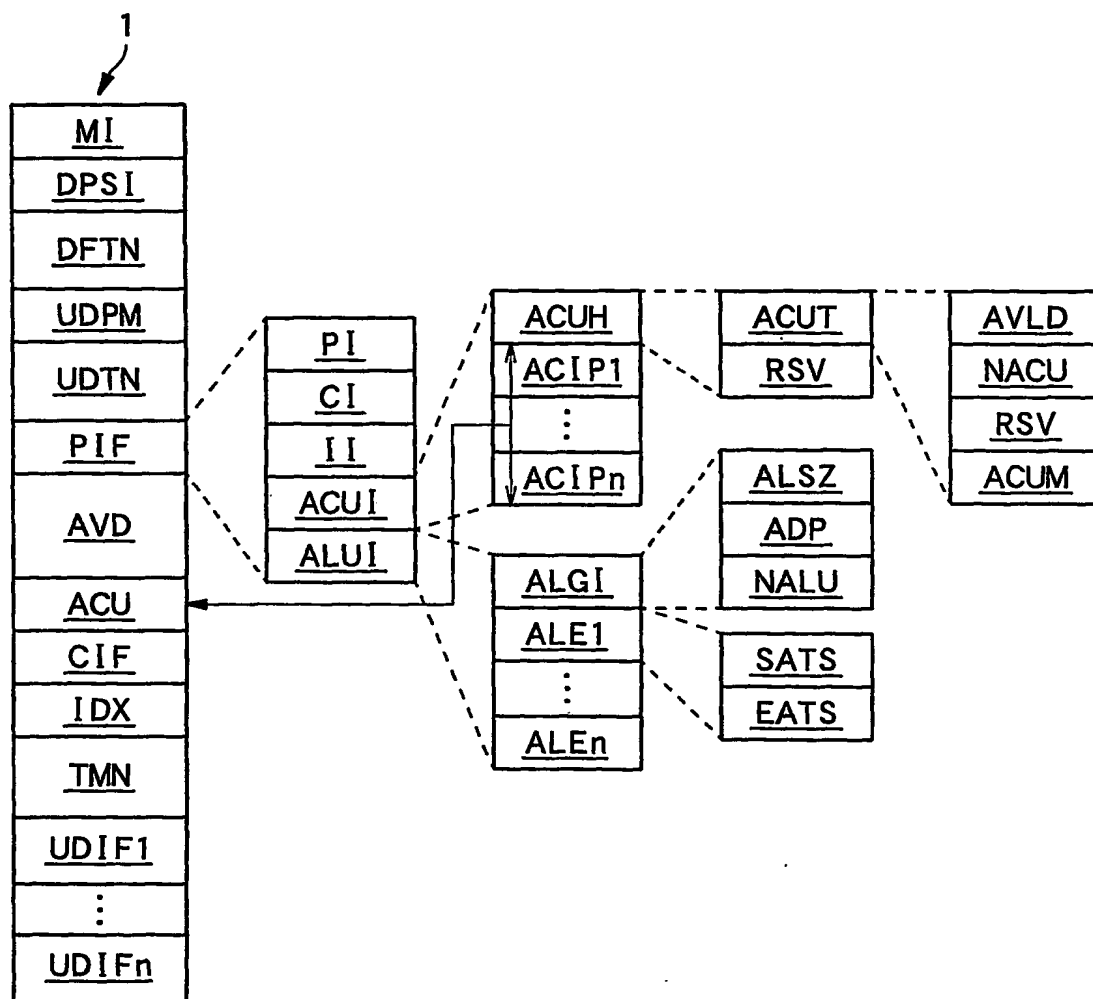 1
MI
DPSI
DFTN
UDPM
UDTN
PIF
AVD
ACU
CIF
IDX
TMN
UDIF1
⋮
UDIFn
PI
CI
II
ACUI
ALUI
ACUH
ACIP1
⋮
ACIPn
ALGI
ALE1
⋮
ALEn
ACUT
RSV
ALSZ
ADP
NALU
SATS
EATS
AVLD
NACU
RSV
ACUM